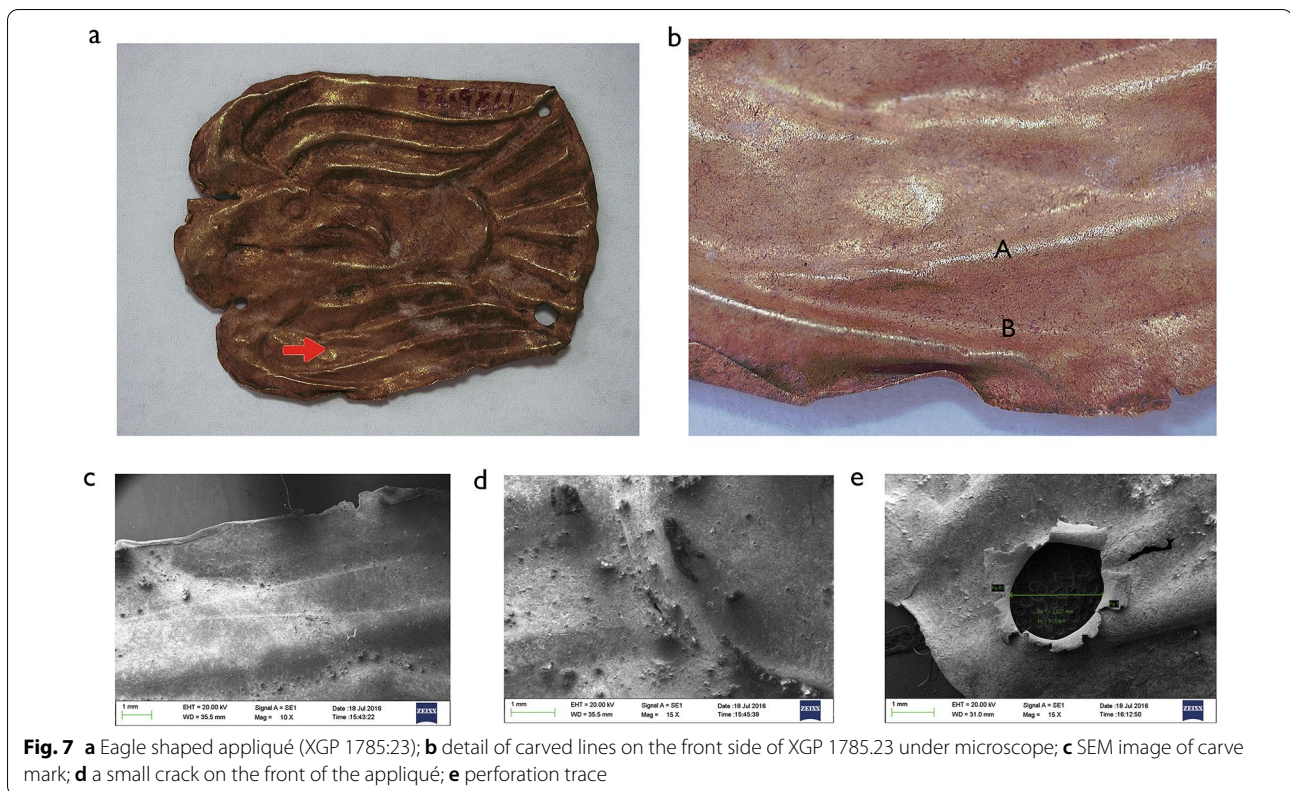 a
b
1785.23
A
B
c
d
e
1 mm
EHT = 20.00 kV
WD = 35.5 mm
Signal A = SE1
Mag = 10 X
Date :18 Jul 2016
Time :15:43:22
ZEISS
1 mm
EHT = 20.00 kV
WD = 35.5 mm
Signal A = SE1
Mag = 15 X
Date :18 Jul 2016
Time :15:45:39
ZEISS
1 mm
EHT = 20.00 kV
WD = 31.0 mm
Signal A = SE1
Mag = 15 X
Date :18 Jul 2016
Time :16:12:50
ZEISS
Fig. 7 a Eagle shaped appliqué (XGP 1785:23); b detail of carved lines on the front side of XGP 1785.23 under microscope; c SEM image of carve
mark; d a small crack on the front of the appliqué; e perforation trace